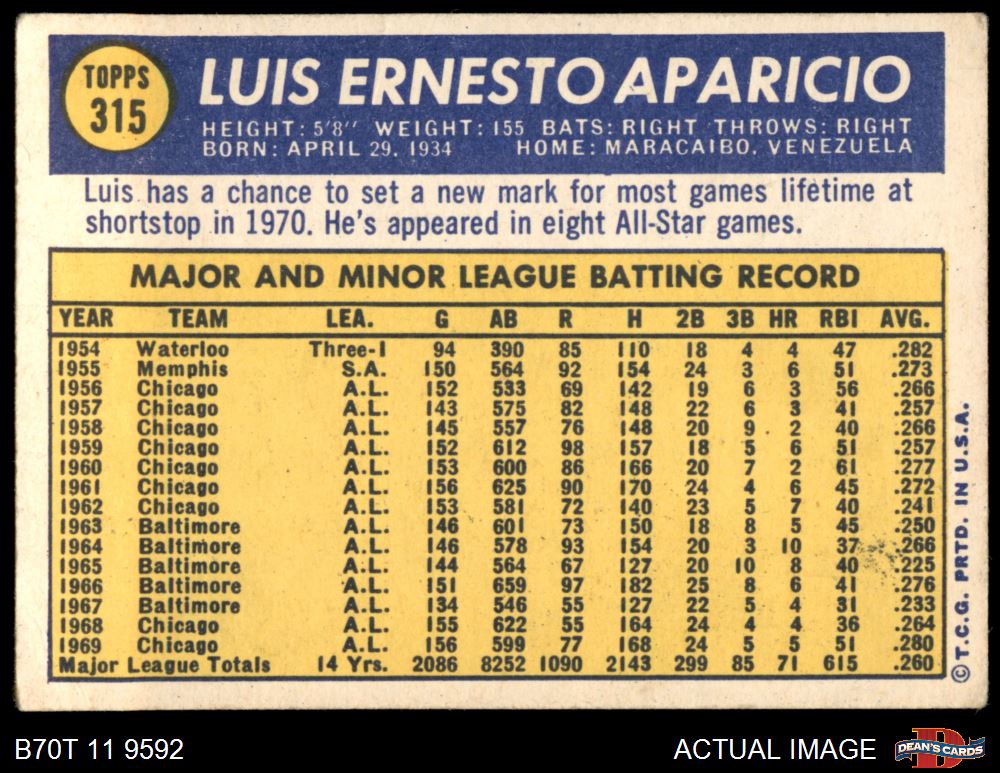 TOPPS
315
LUIS ERNESTO APARICIO
HEIGHT: 5'8" WEIGHT: 155 BATS: RIGHT THROWS: RIGHT
BORN: APRIL 29, 1934 HOME: MARACAIBO, VENEZUELA
Luis has a chance to set a new mark for most games lifetime at
shortstop in 1970. He's appeared in eight All-Star games.
MAJOR AND MINOR LEAGUE BATTING RECORD
YEAR TEAM LEA. G AB R H 2B 3B HR RBI AVG.
1954 Waterloo Three-I 94 390 85 110 18 4 4 47 .282
1955 Memphis S.A. 150 564 92 154 24 3 6 51 .273
1956 Chicago A.L. 152 533 69 142 19 6 3 56 .266
1957 Chicago A.L. 143 575 82 148 22 6 3 41 .257
1958 Chicago A.L. 145 557 76 148 20 9 2 40 .266
1959 Chicago A.L. 152 612 98 157 18 5 6 51 .257
1960 Chicago A.L. 153 600 86 166 20 7 2 61 .277
1961 Chicago A.L. 156 625 90 170 24 4 6 45 .272
1962 Chicago A.L. 153 581 72 140 23 5 7 40 .241
1963 Baltimore A.L. 146 601 73 150 18 8 5 45 .250
1964 Baltimore A.L. 146 578 93 154 20 3 10 37 .266
1965 Baltimore A.L. 144 564 67 127 20 10 8 40 .225
1966 Baltimore A.L. 151 659 97 182 25 8 6 41 .276
1967 Baltimore A.L. 134 546 55 127 22 5 4 31 .233
1968 Chicago A.L. 155 622 55 164 24 4 4 36 .264
1969 Chicago A.L. 156 599 77 168 24 5 5 51 .280
Major League Totals 14 Yrs. 2086 8252 1090 2143 299 85 71 615 .260
© T.C.G. PRTD. IN U.S.A.
B70T 11 9592
ACTUAL IMAGE
DEAN'S CARDS